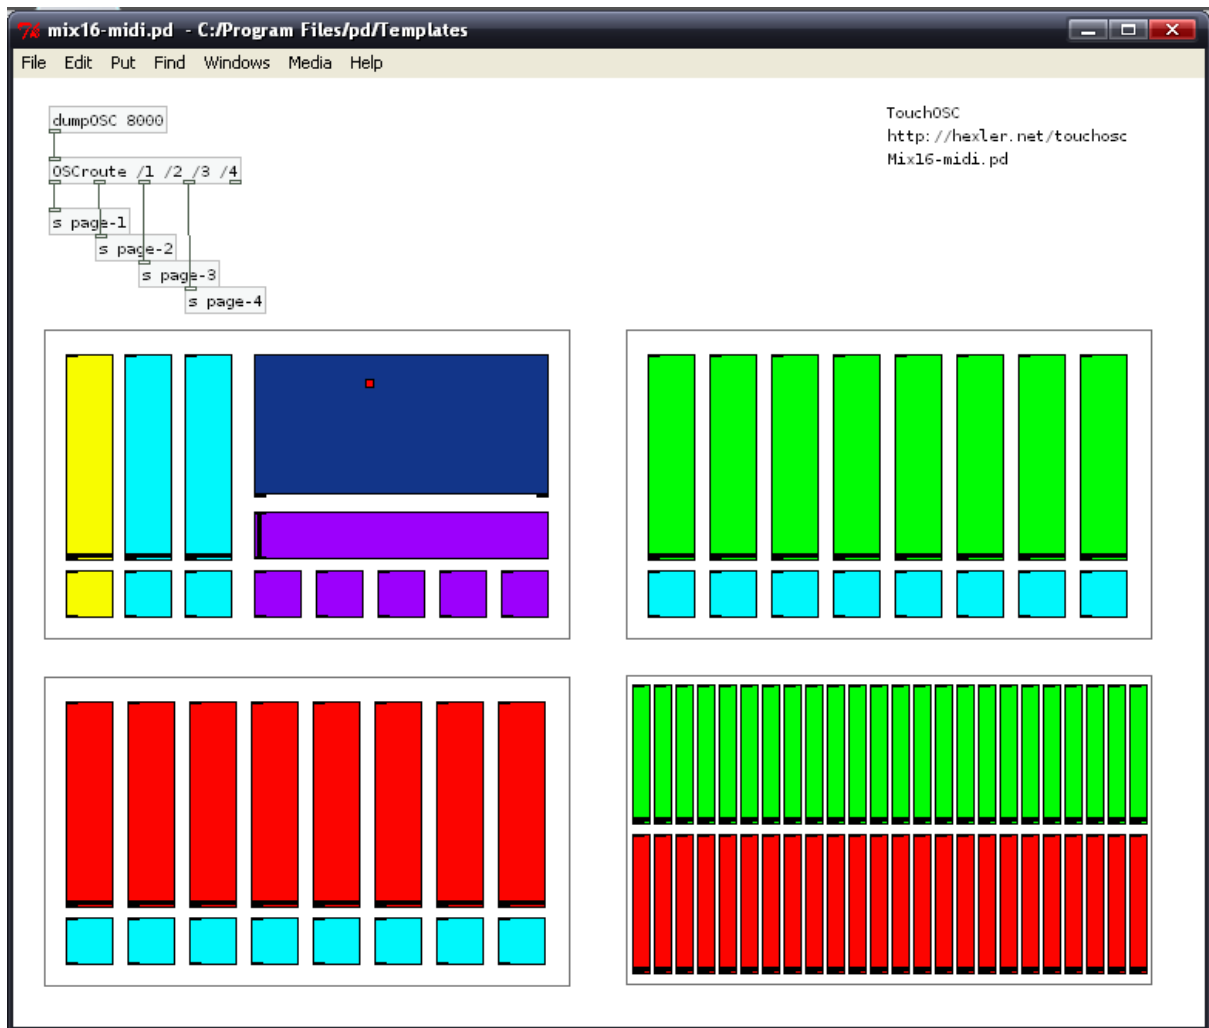 mix16-midi.pd - C:/Program Files/pd/Templates
File Edit Put Find Windows Media Help
dumpOSC 8000
OSCroute /1 /2 /3 /4
s page-1
s page-2
s page-3
s page-4
TouchOSC
http://hexler.net/touchosc
Mix16-midi.pd